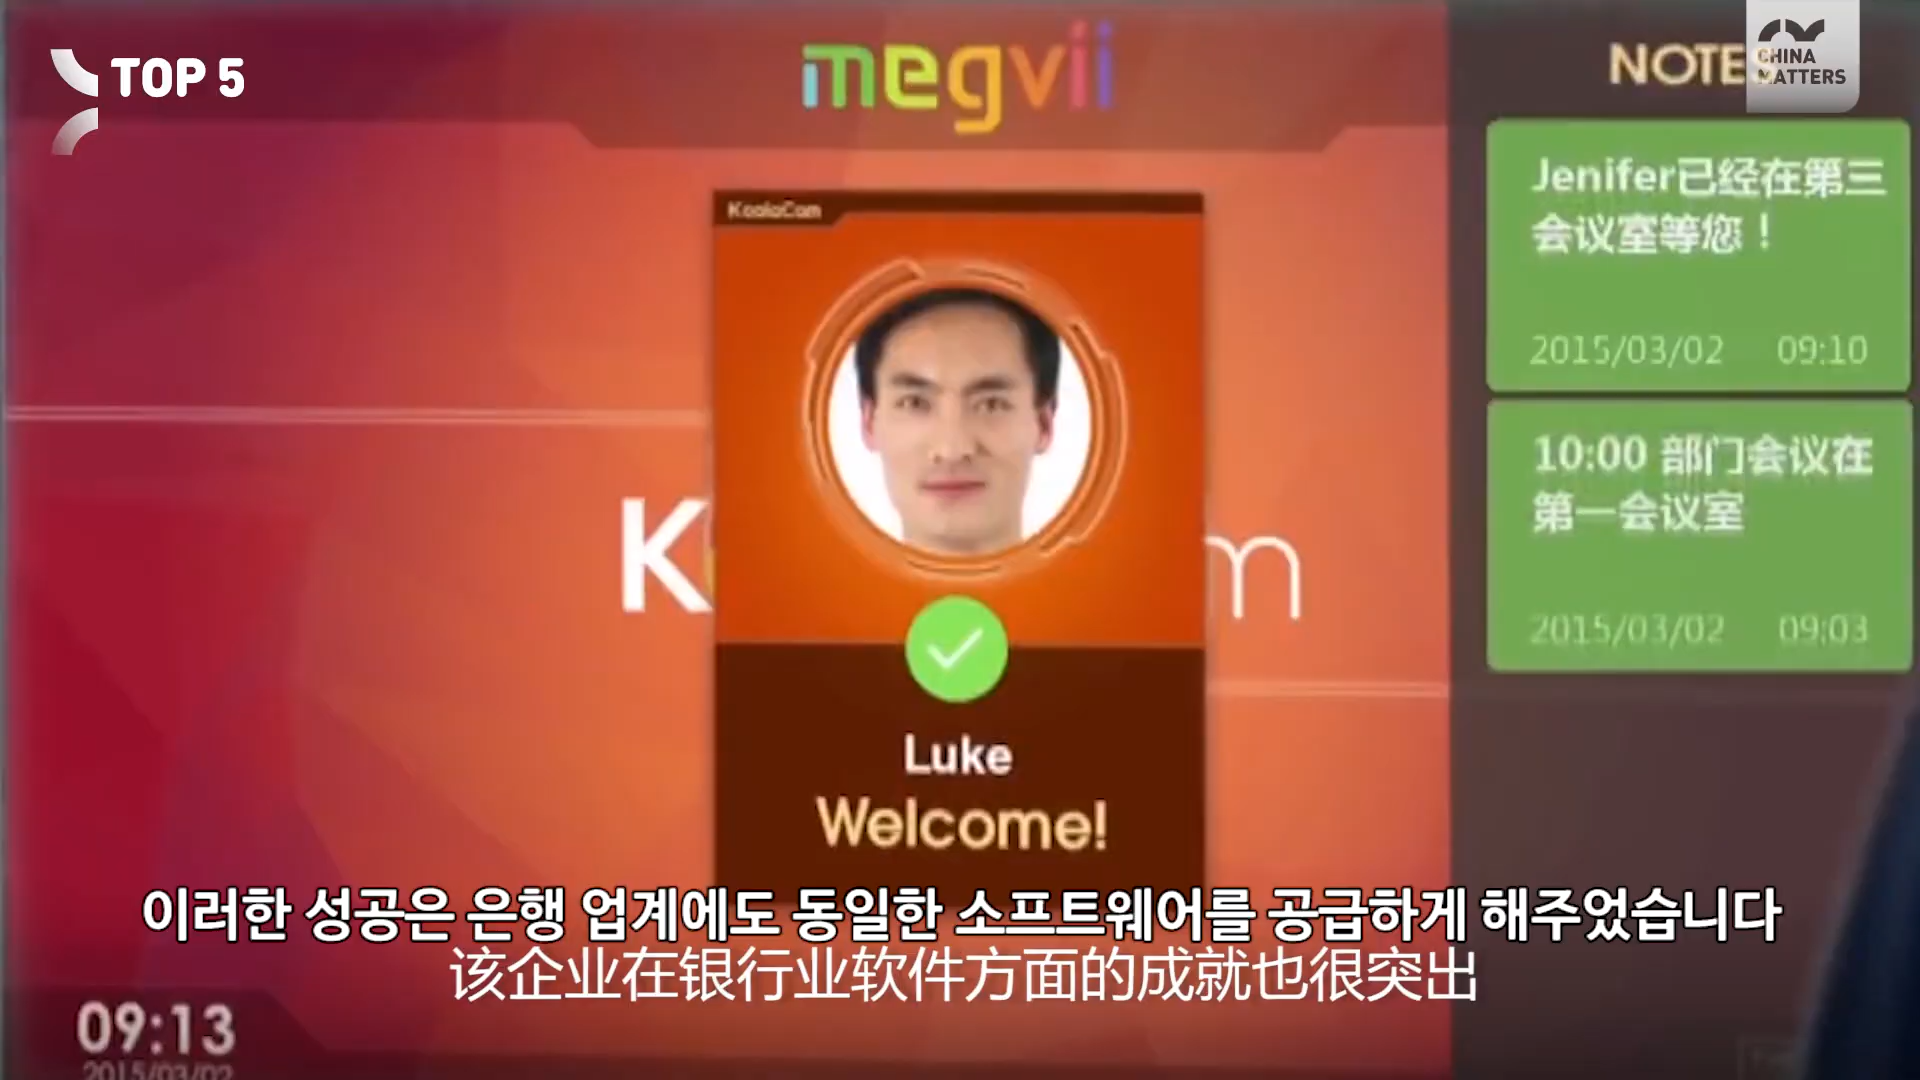 TOP 5
megvii
NOTE
CHINA
MATTERS
KoalaCam
Jenifer已经在第三
会议室等您！
2015/03/02 09:10
10:00 部门会议在
第一会议室
2015/03/02 09:03
K m
Luke
Welcome!
이러한 성공은 은행 업계에도 동일한 소프트웨어를 공급하게 해주었습니다
该企业在银行业软件方面的成就也很突出
09:13
2015/03/02